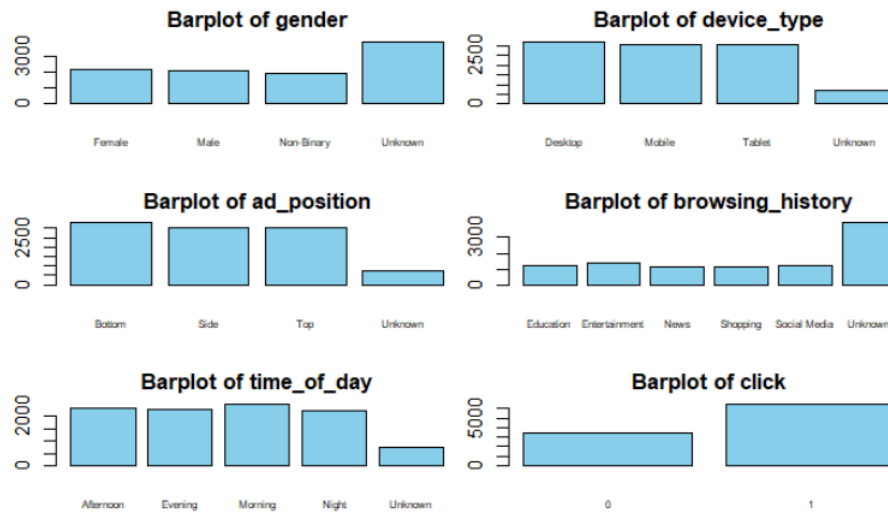 Barplot of gender
3000
0
Female Male Non-Binary Unknown
Barplot of device_type
2500
0
Desktop Mobile Tablet Unknown
Barplot of ad_position
2500
0
Bottom Side Top Unknown
Barplot of browsing_history
3000
0
Education Entertainment News Shopping Social Media Unknown
Barplot of time_of_day
2000
0
Afternoon Evening Morning Night Unknown
Barplot of click
5000
0
0 1